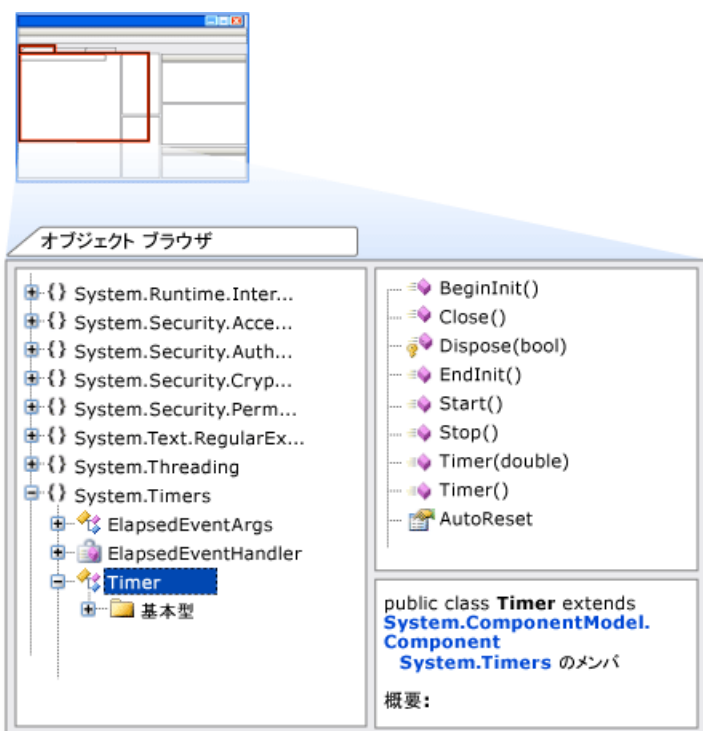 オブジェクト ブラウザ
{} System.Runtime.Inter...
{} System.Security.Acce...
{} System.Security.Auth...
{} System.Security.Cryp...
{} System.Security.Perm...
{} System.Text.RegularEx...
{} System.Threading
{} System.Timers
ElapsedEventArgs
ElapsedEventHandler
Timer
基本型
BeginInit()
Close()
Dispose(bool)
EndInit()
Start()
Stop()
Timer(double)
Timer()
AutoReset
public class Timer extends
System.ComponentModel.
Component
System.Timers のメンバ
概要: